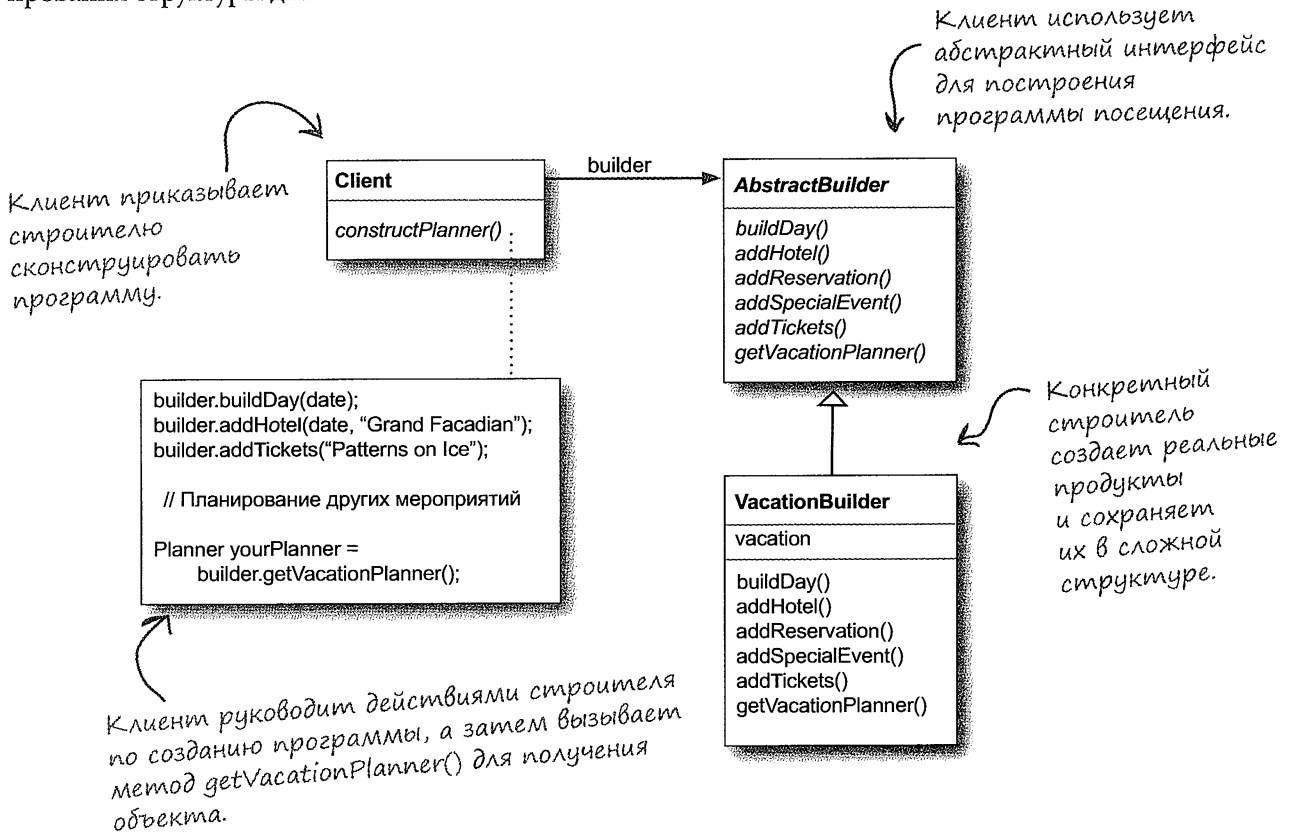 Клиент использует
абстрактный интерфейс
для построения
программы посещения.
Клиент приказывает
строителю
сконструировать
программу.
Client
constructPlanner()
builder
AbstractBuilder
buildDay()
addHotel()
addReservation()
addSpecialEvent()
addTickets()
getVacationPlanner()
builder.buildDay(date);
builder.addHotel(date, “Grand Facadian”);
builder.addTickets(“Patterns on Ice”);
// Планирование других мероприятий
Planner yourPlanner =
builder.getVacationPlanner();
Конкретный
строитель
создает реальные
продукты
и сохраняет
их в сложной
структуре.
VacationBuilder
vacation
buildDay()
addHotel()
addReservation()
addSpecialEvent()
addTickets()
getVacationPlanner()
Клиент руководит действиями строителя
по созданию программы, а затем вызывает
метод getVacationPlanner() для получения
объекта.